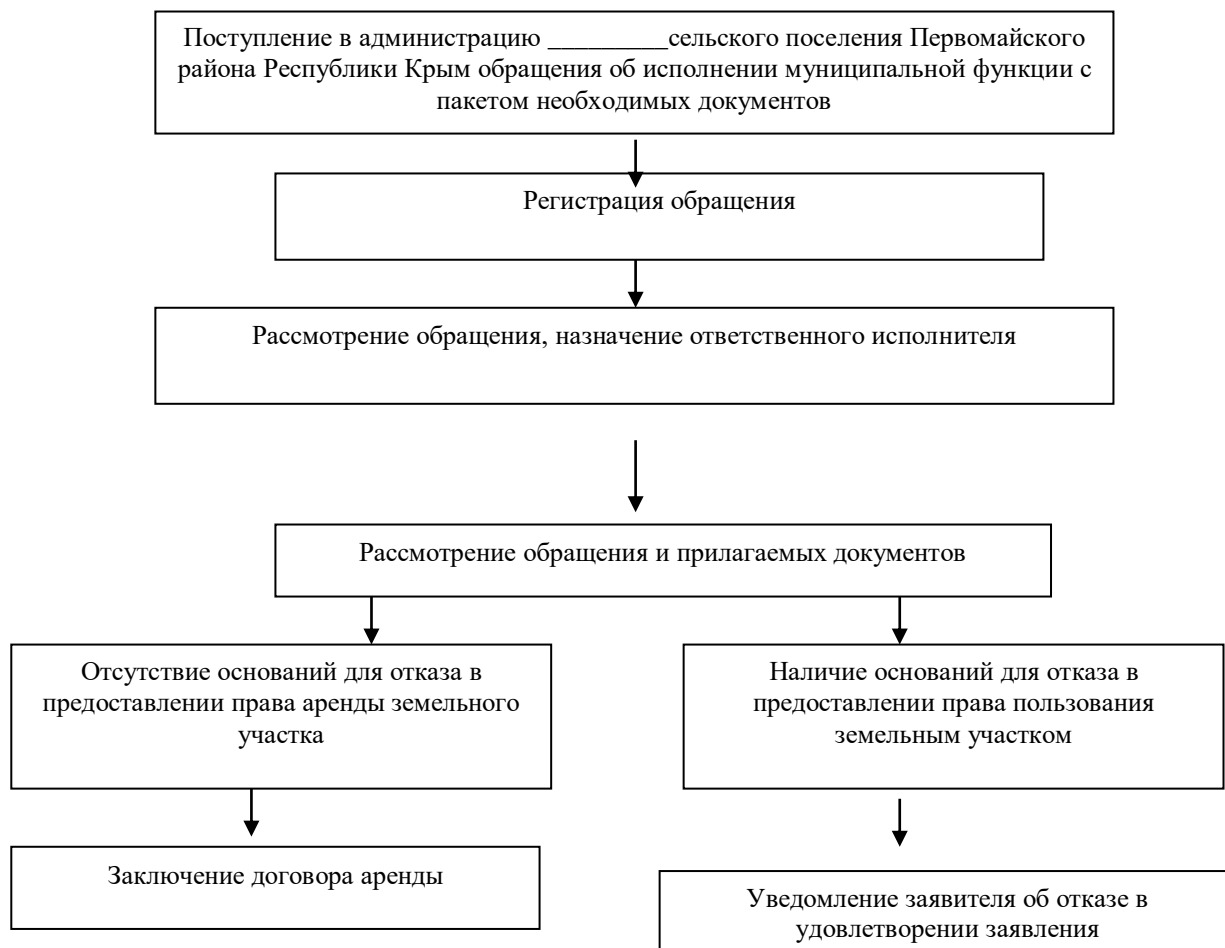 Поступление в администрацию _________сельского поселения Первомайского
района Республики Крым обращения об исполнении муниципальной функции с
пакетом необходимых документов
Регистрация обращения
Рассмотрение обращения, назначение ответственного исполнителя
Рассмотрение обращения и прилагаемых документов
Отсутствие оснований для отказа в
предоставлении права аренды земельного
участка
Наличие оснований для отказа в
предоставлении права пользования
земельным участком
Заключение договора аренды
Уведомление заявителя об отказе в
удовлетворении заявления